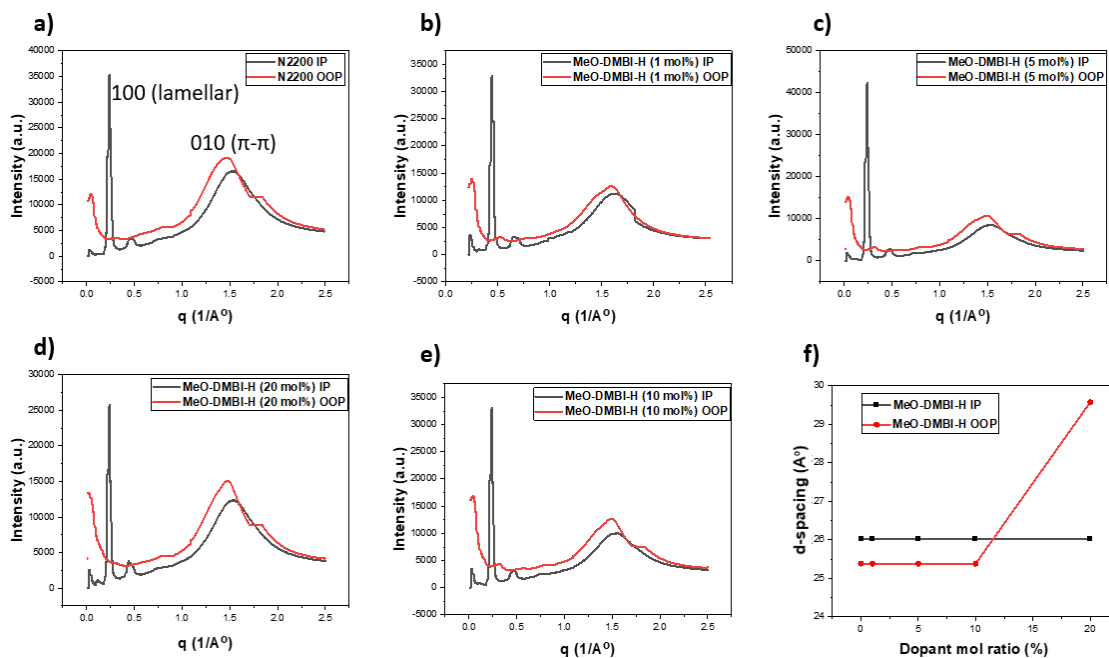 a)
40000
35000
30000
25000
20000
15000
10000
5000
0
-5000
Intensity (a.u.)
N2200 IP
N2200 OOP
100 (lamellar)
010 (π-π)
0.0 0.5 1.0 1.5 2.0 2.5
q (1/Aº)
b)
35000
30000
25000
20000
15000
10000
5000
0
-5000
Intensity (a.u.)
MeO-DMBI-H (1 mol%) IP
MeO-DMBI-H (1 mol%) OOP
0.0 0.5 1.0 1.5 2.0 2.5
q (1/Aº)
c)
50000
40000
30000
20000
10000
0
Intensity (a.u.)
MeO-DMBI-H (5 mol%) IP
MeO-DMBI-H (5 mol%) OOP
0.0 0.5 1.0 1.5 2.0 2.5
q (1/Aº)
d)
30000
25000
20000
15000
10000
5000
0
Intensity (a.u.)
MeO-DMBI-H (20 mol%) IP
MeO-DMBI-H (20 mol%) OOP
0.0 0.5 1.0 1.5 2.0 2.5
q (1/Aº)
e)
35000
30000
25000
20000
15000
10000
5000
0
-5000
Intensity (a.u.)
MeO-DMBI-H (10 mol%) IP
MeO-DMBI-H (10 mol%) OOP
0.0 0.5 1.0 1.5 2.0 2.5
q (1/Aº)
f)
30
29
28
27
26
25
24
d-spacing (Aº)
MeO-DMBI-H IP
MeO-DMBI-H OOP
0 5 10 15 20
Dopant mol ratio (%)